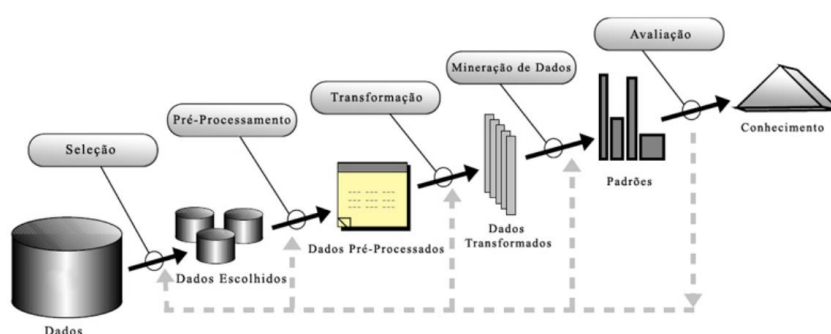 Avaliação
Mineração de Dados
Transformação
Pré-Processamento
Seleção
Conhecimento
Padrões
Dados
Transformados
Dados Pré-Processados
Dados Escolhidos
Dados